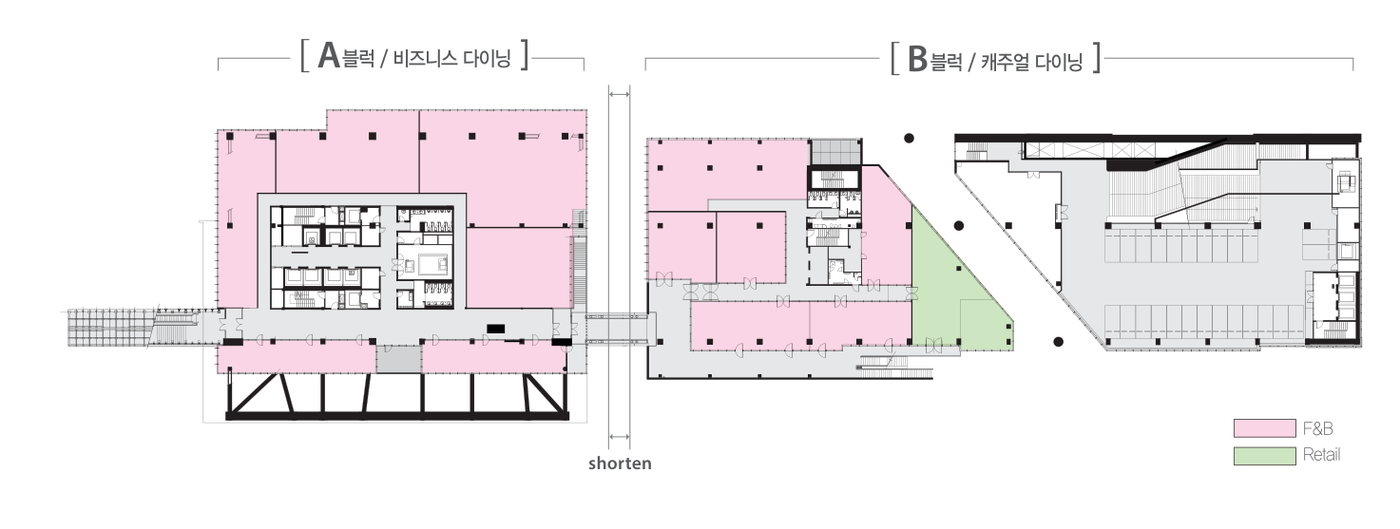 [ A블럭 / 비즈니스 다이닝 ]
[ B블럭 / 캐주얼 다이닝 ]
shorten
F&B
Retail